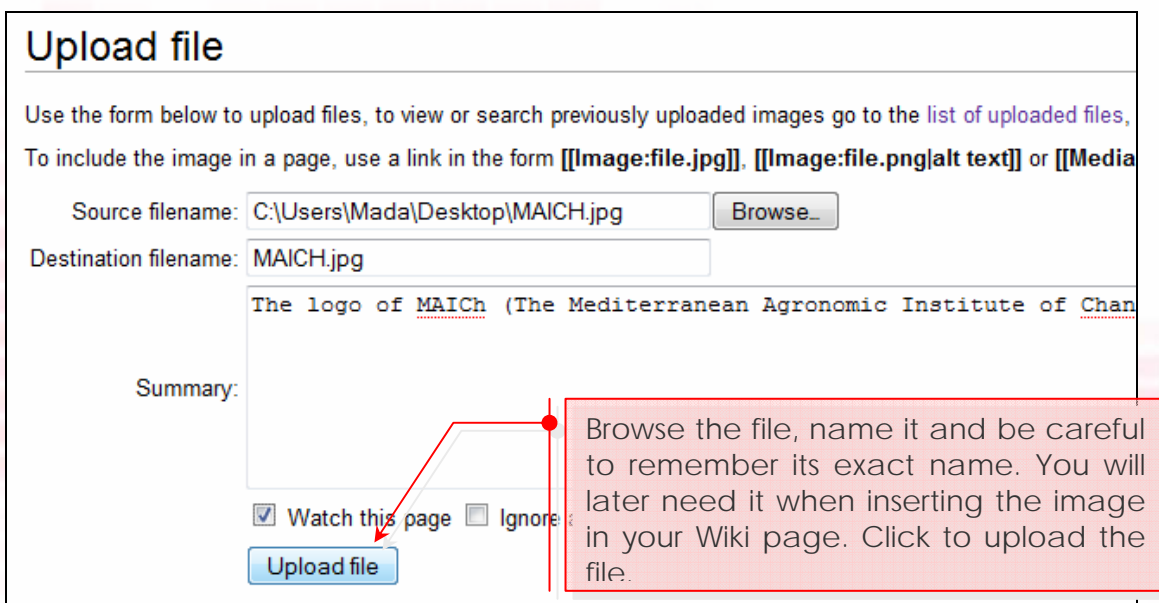 Upload file
Use the form below to upload files, to view or search previously uploaded images go to the list of uploaded files,
To include the image in a page, use a link in the form [[Image:file.jpg]], [[Image:file.png|alt text]] or [[Media
Source filename: C:\Users\Mada\Desktop\MAICH.jpg Browse...
Destination filename: MAICH.jpg
The logo of MAICh (The Mediterranean Agronomic Institute of Chan
Summary:
Browse the file, name it and be careful
to remember its exact name. You will
later need it when inserting the image
in your Wiki page. Click to upload the
file.
Watch this page Ignore
Upload file